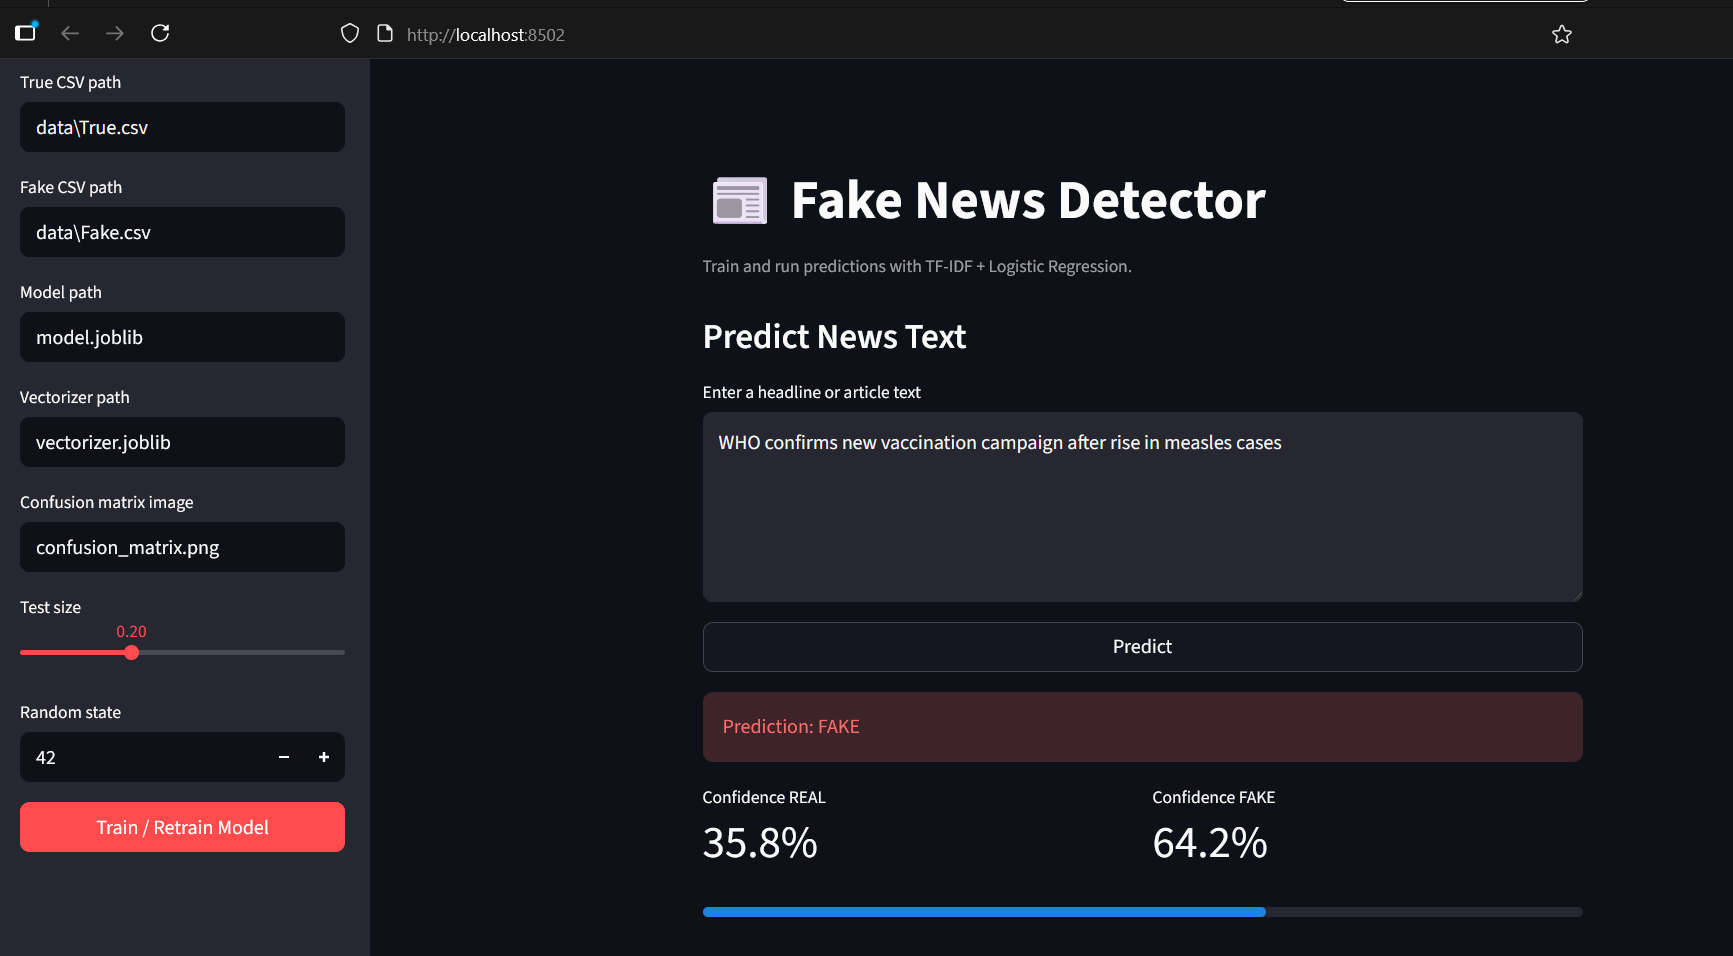 http://localhost:8502
True CSV path
data\True.csv
Fake CSV path
data\Fake.csv
Model path
model.joblib
Vectorizer path
vectorizer.joblib
Confusion matrix image
confusion_matrix.png
Test size
0.20
Random state
42
Train / Retrain Model
Fake News Detector
Train and run predictions with TF-IDF + Logistic Regression.
Predict News Text
Enter a headline or article text
WHO confirms new vaccination campaign after rise in measles cases
Predict
Prediction: FAKE
Confidence REAL
35.8%
Confidence FAKE
64.2%